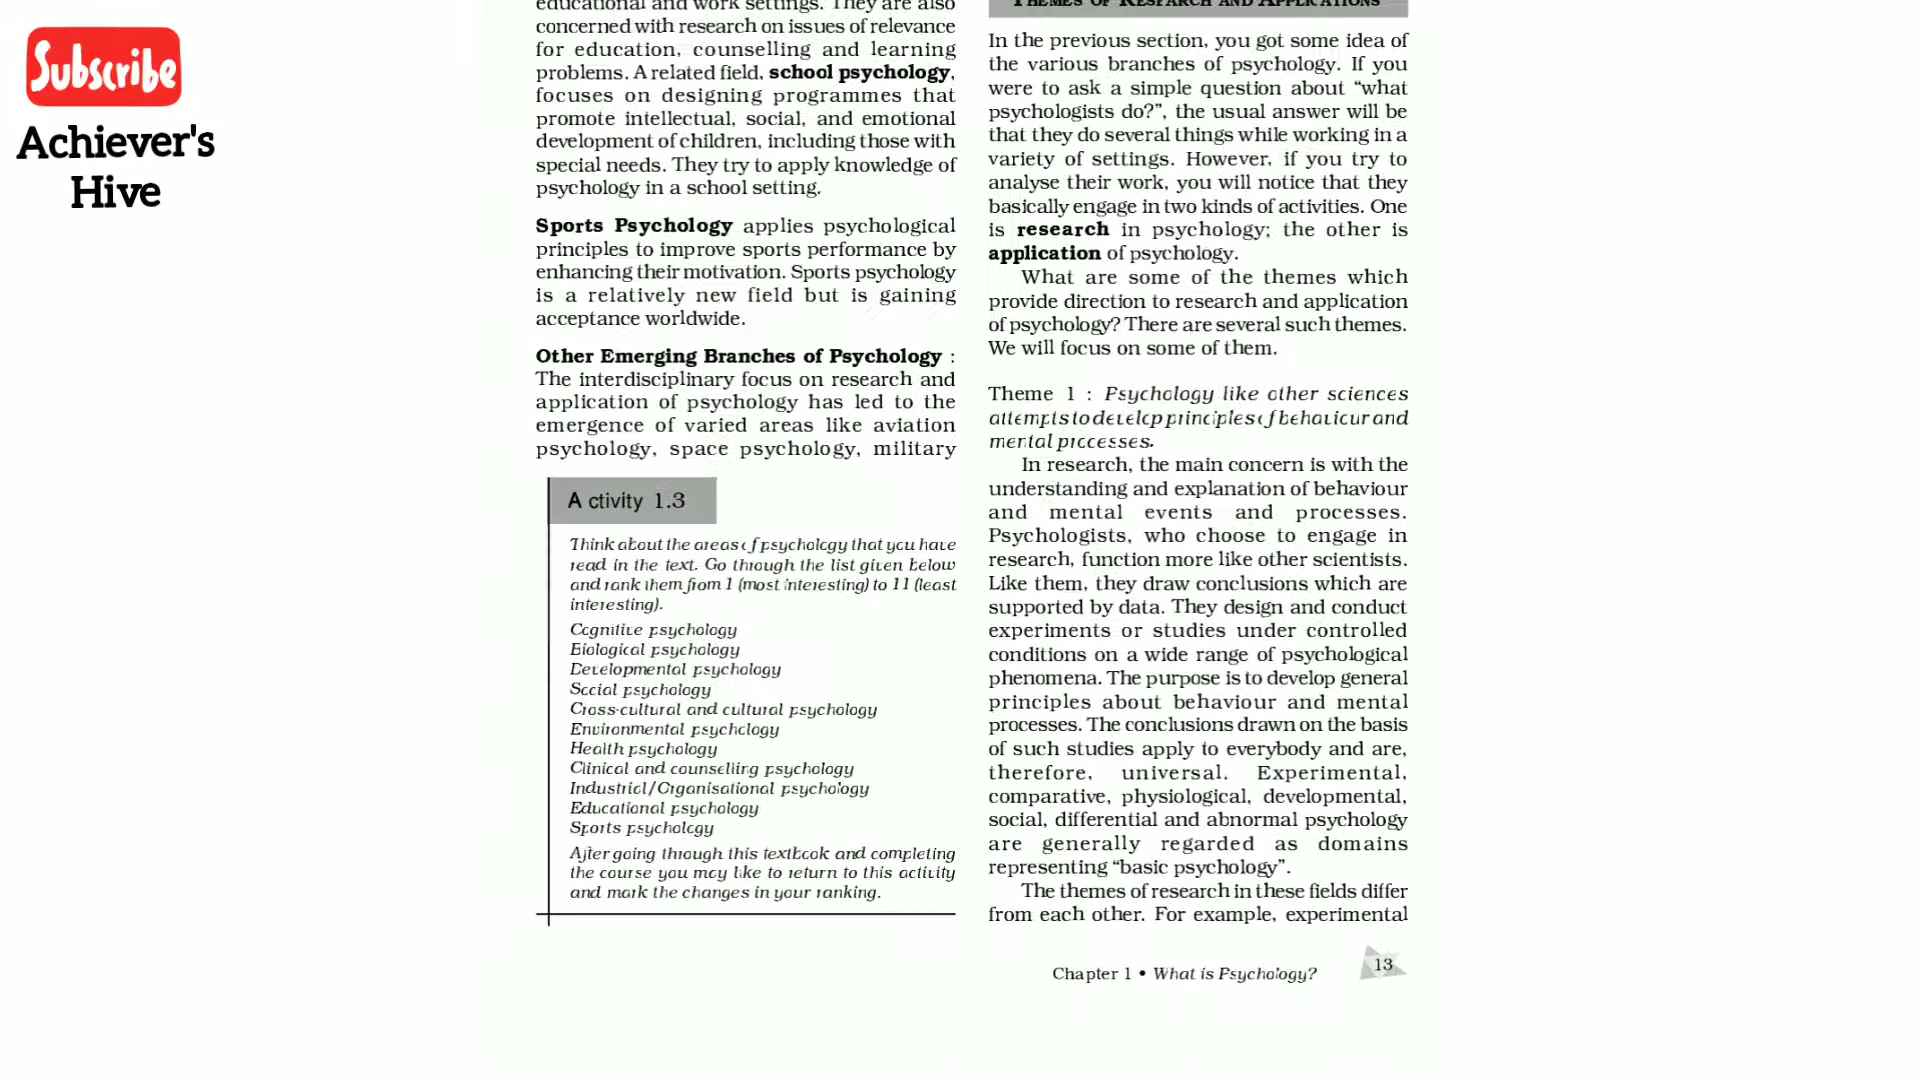 Subscribe
Achiever's
Hive
educational and work settings. They are also
concerned with research on issues of relevance
for education, counselling and learning
problems. A related field, school psychology,
focuses on designing programmes that
promote intellectual, social, and emotional
development of children, including those with
special needs. They try to apply knowledge of
psychology in a school setting.
Sports Psychology applies psychological
principles to improve sports performance by
enhancing their motivation. Sports psychology
is a relatively new field but is gaining
acceptance worldwide.
Other Emerging Branches of Psychology :
The interdisciplinary focus on research and
application of psychology has led to the
emergence of varied areas like aviation
psychology, space psychology, military
Activity 1.3
Think about the areas of psychology that you have
read in the text. Go through the list given below
and rank them from 1 (most interesting) to 11 (least
interesting).
Cognitive psychology
Biological psychology
Developmental psychology
Social psychology
Cross-cultural and cultural psychology
Environmental psychology
Health psychology
Clinical and counselling psychology
Industrial/Organisational psychology
Educational psychology
Sports psychology
After going through this textbook and completing
the course you may like to return to this activity
and mark the changes in your ranking.
THEMES OF RESEARCH AND APPLICATIONS
In the previous section, you got some idea of
the various branches of psychology. If you
were to ask a simple question about “what
psychologists do?”, the usual answer will be
that they do several things while working in a
variety of settings. However, if you try to
analyse their work, you will notice that they
basically engage in two kinds of activities. One
is research in psychology; the other is
application of psychology.
What are some of the themes which
provide direction to research and application
of psychology? There are several such themes.
We will focus on some of them.
Theme 1 : Psychology like other sciences
attempts to develop principles of behaviour and
mental processes.
In research, the main concern is with the
understanding and explanation of behaviour
and mental events and processes.
Psychologists, who choose to engage in
research, function more like other scientists.
Like them, they draw conclusions which are
supported by data. They design and conduct
experiments or studies under controlled
conditions on a wide range of psychological
phenomena. The purpose is to develop general
principles about behaviour and mental
processes. The conclusions drawn on the basis
of such studies apply to everybody and are,
therefore, universal. Experimental,
comparative, physiological, developmental,
social, differential and abnormal psychology
are generally regarded as domains
representing “basic psychology”.
The themes of research in these fields differ
from each other. For example, experimental
Chapter 1 • What is Psychology?
13